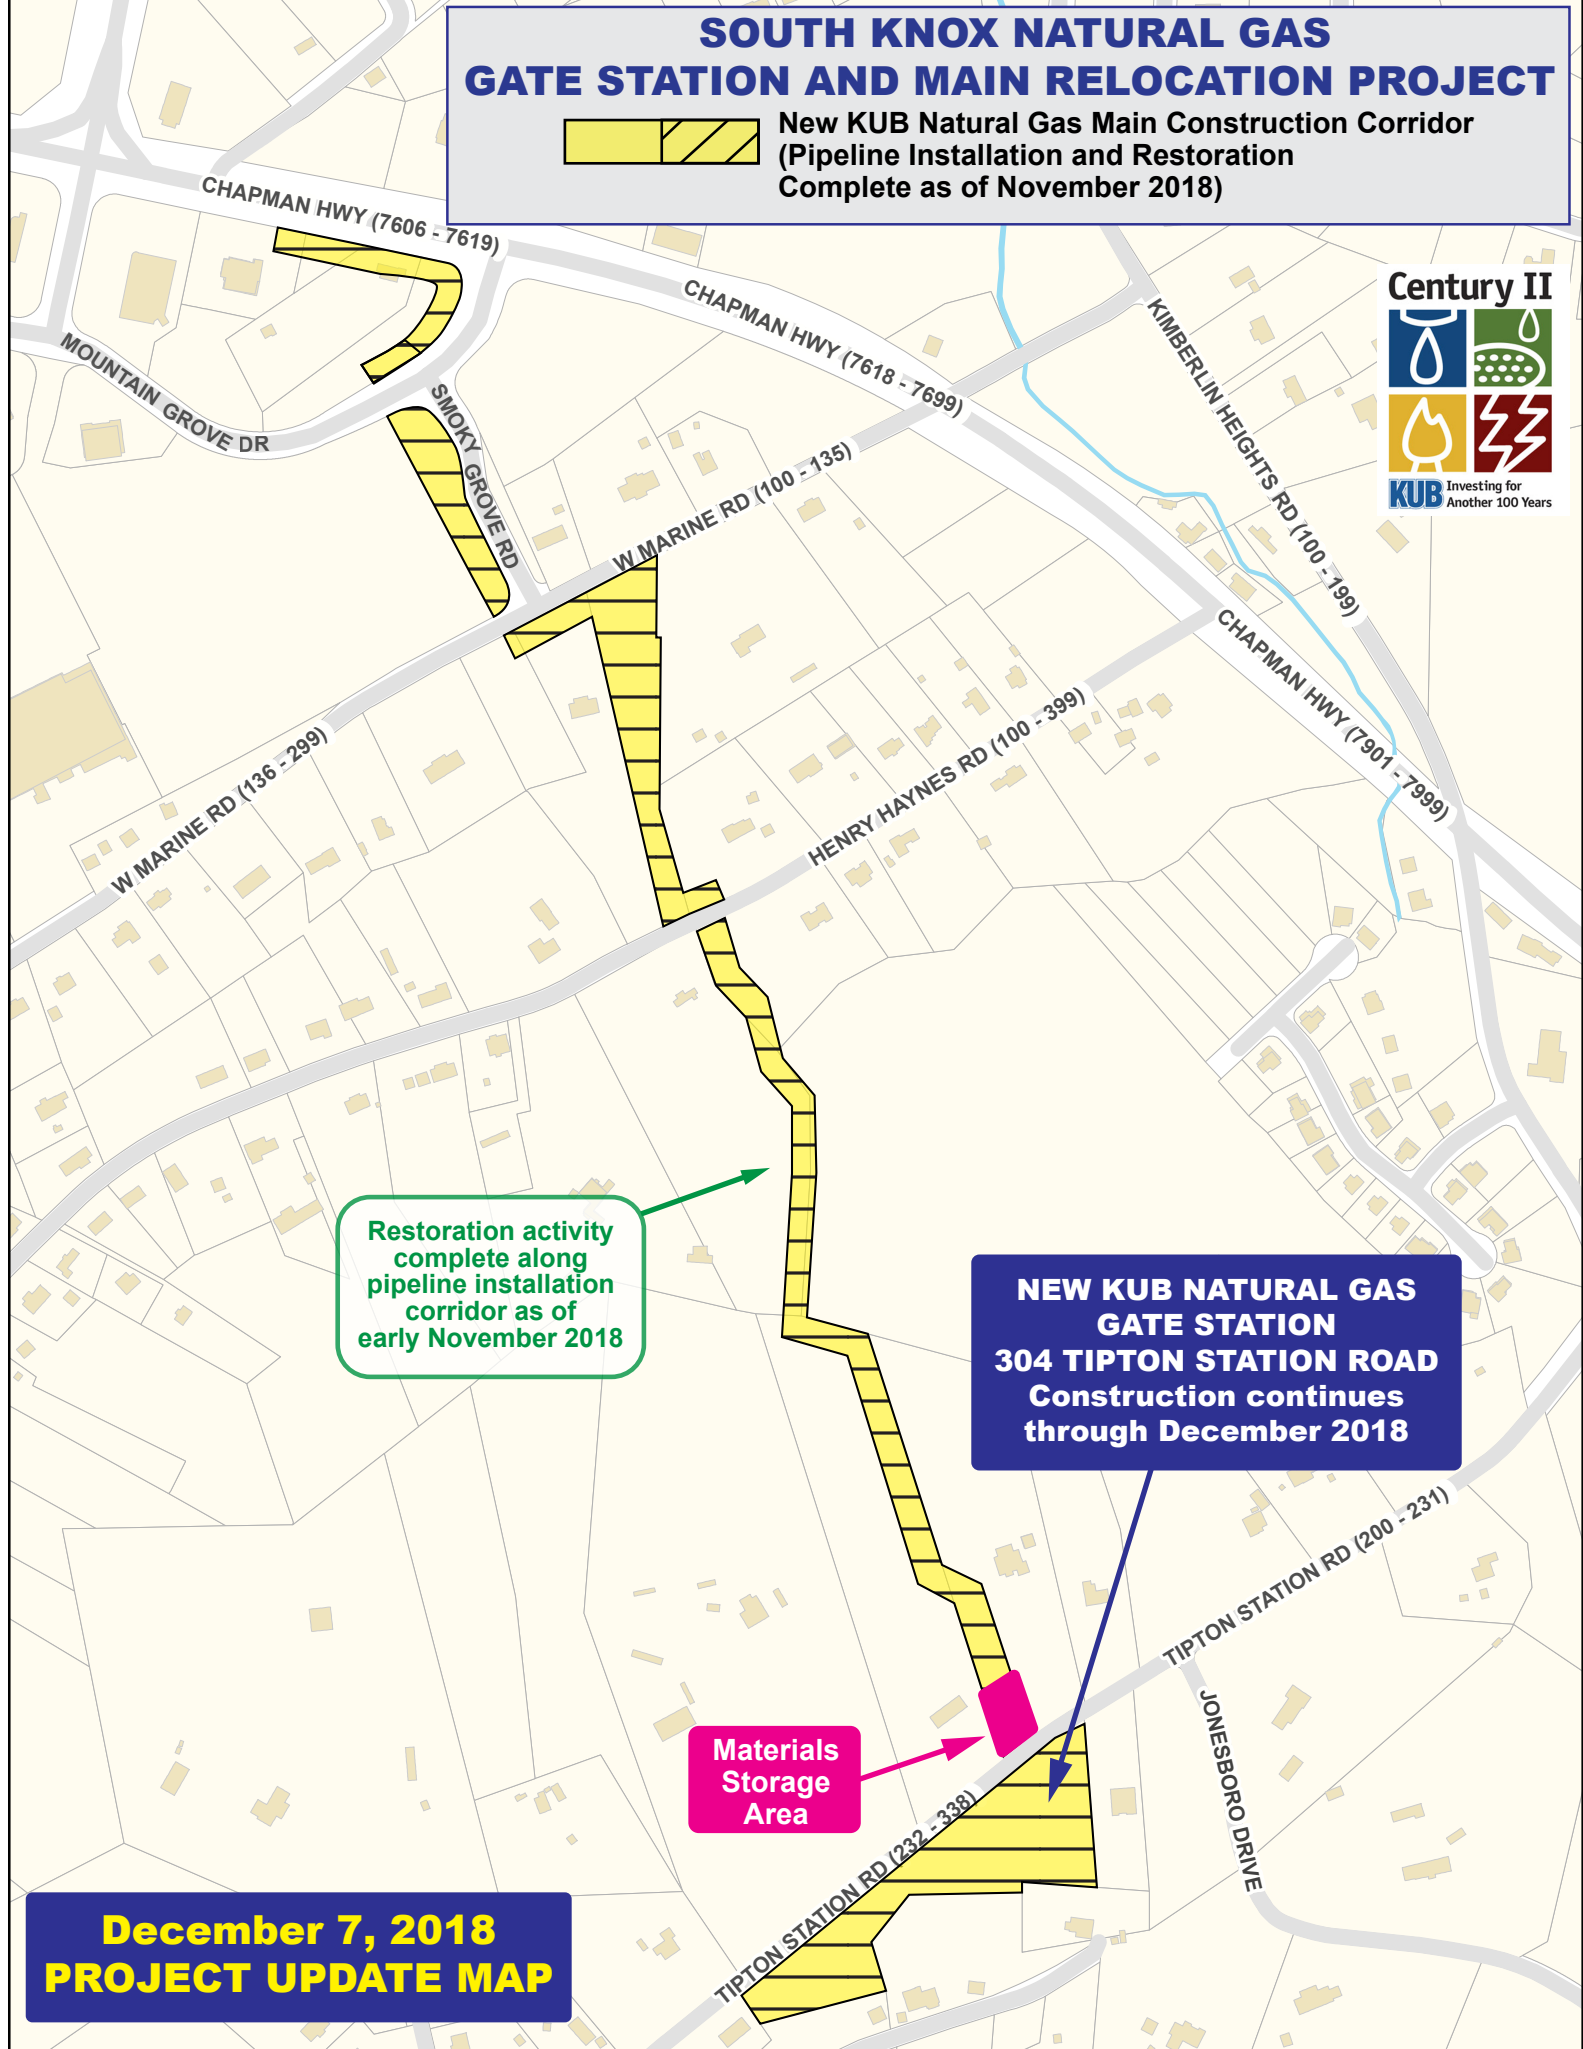 SOUTH KNOX NATURAL GAS
GATE STATION AND MAIN RELOCATION PROJECT
New KUB Natural Gas Main Construction Corridor
(Pipeline Installation and Restoration
Complete as of November 2018)
CHAPMAN HWY (7606 - 7619)
CHAPMAN HWY (7618 - 7699)
Century II
KUB
Investing for
Another 100 Years
KIMBERLIN HEIGHTS RD (100 - 199)
MOUNTAIN GROVE DR
SMOKY GROVE RD
W MARINE RD (100 - 135)
CHAPMAN HWY (7901 - 7999)
W MARINE RD (136 - 299)
HENRY HAYNES RD (100 - 399)
Restoration activity
complete along
pipeline installation
corridor as of
early November 2018
NEW KUB NATURAL GAS
GATE STATION
304 TIPTON STATION ROAD
Construction continues
through December 2018
TIPTON STATION RD (200 - 231)
JONESBORO DRIVE
Materials
Storage
Area
TIPTON STATION RD (232 - 338)
December 7, 2018
PROJECT UPDATE MAP